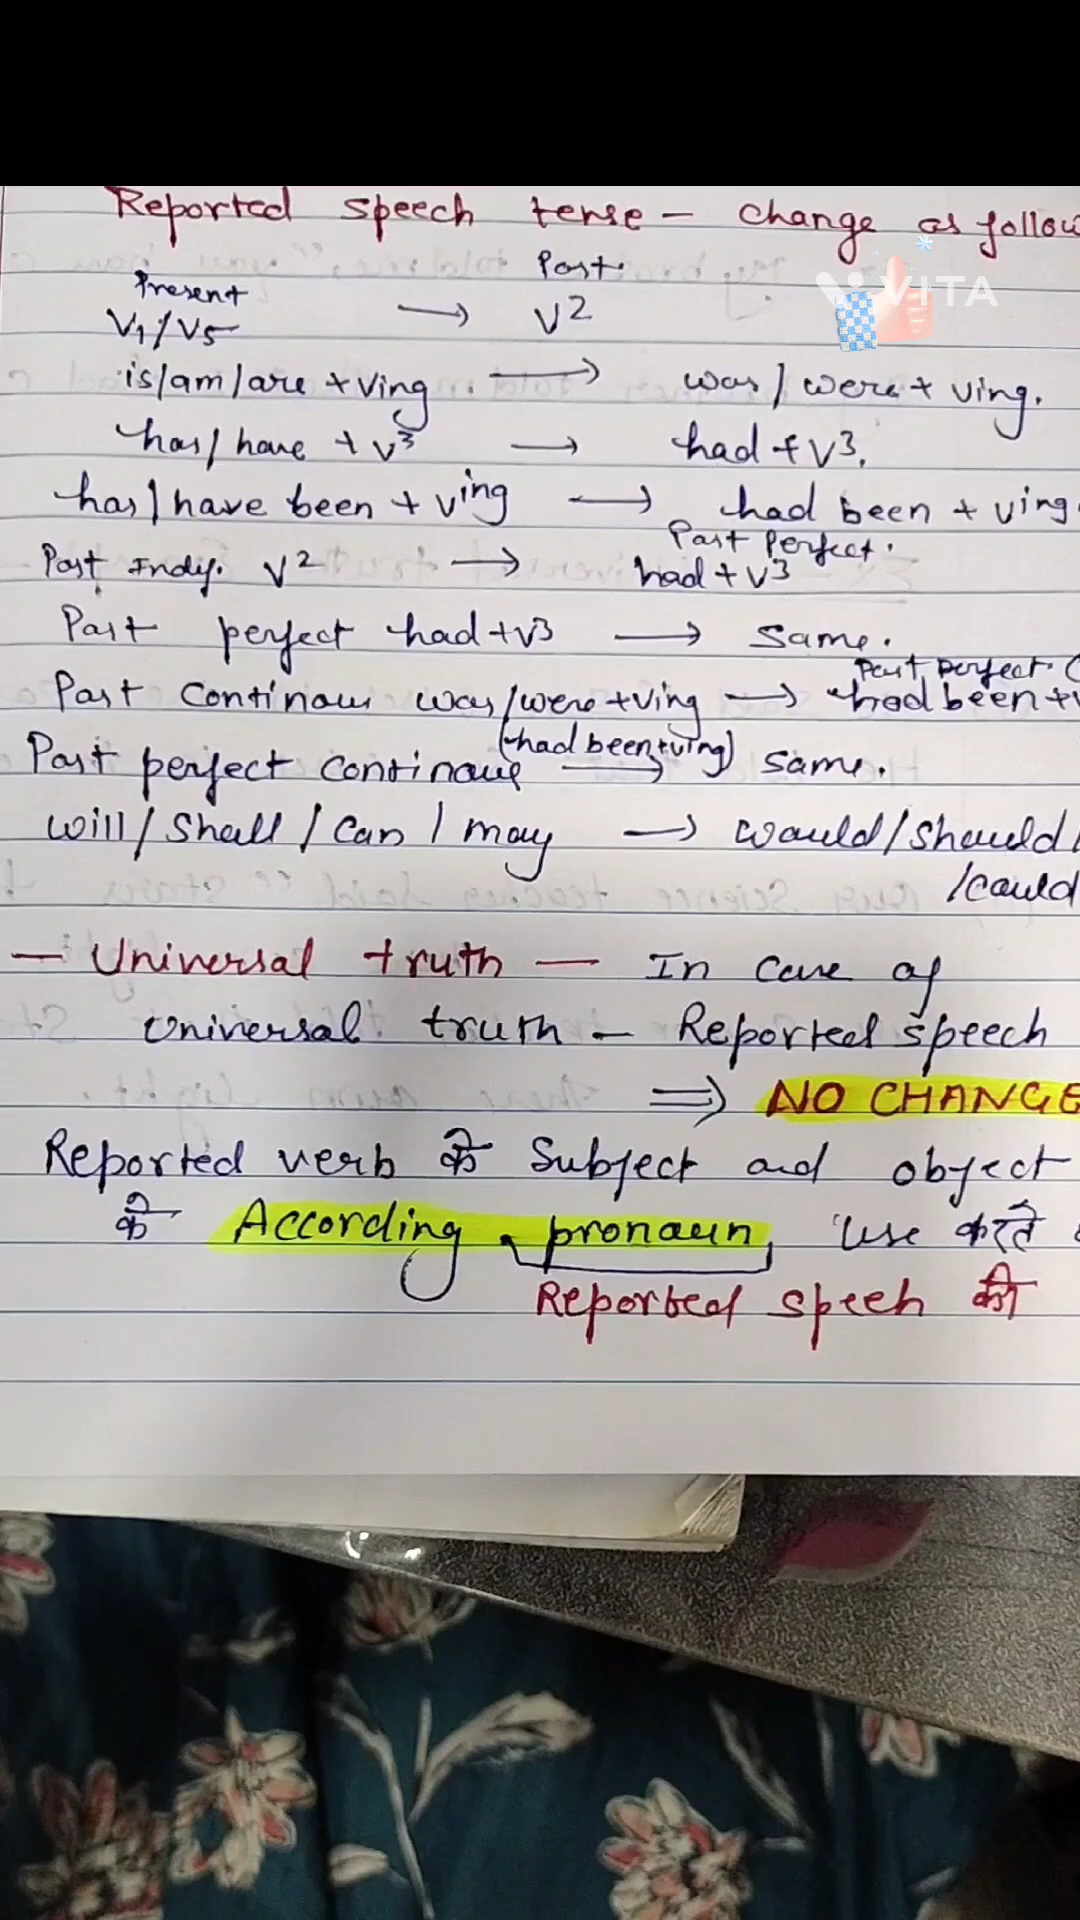 Reported speech tense - change as follow
VITA
Present Past.
V1/V5 → V2
is/am/are + Ving → was/were + Ving.
has/have + V3 → had + V3.
has/have been + Ving → had been + Ving.
Past Indf. V2 → Past perfect. had + V3
Past perfect had + V3 → Same.
Past perfect. (
Past Continous was/were + Ving → had been + V
(had been + Ving)
Past perfect continous → Same.
will/Shall/Can/may → would/should/
/could
- Universal truth - In case of
Universal truth - Reported speech
⇒ NO CHANGE
Reported verb के Subject and object
के According pronoun use करते
Reported speech की